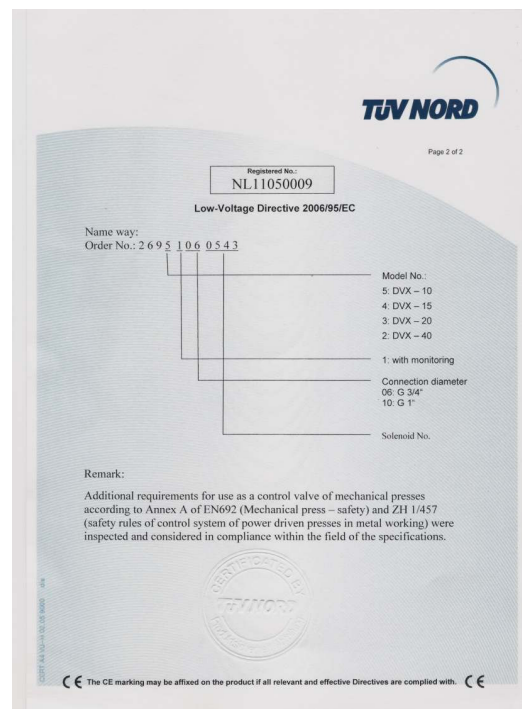 TÜV NORD
Page 2 of 2
Registered No.:
NL11050009
Low-Voltage Directive 2006/95/EC
Name way:
Order No.: 2 6 9 5 1 0 6 0 5 4 3
Model No.:
5: DVX – 10
4: DVX – 15
3: DVX – 20
2: DVX – 40
1: with monitoring
Connection diameter
06: G 3/4"
10: G 1"
Solenoid No.
Remark:
Additional requirements for use as a control valve of mechanical presses
according to Annex A of EN692 (Mechanical press – safety) and ZH 1/457
(safety rules of control system of power driven presses in metal working) were
inspected and considered in compliance within the field of the specifications.
CERTIFICATED BY
TÜV NORD
CE The CE marking may be affixed on the product if all relevant and effective Directives are complied with. CE